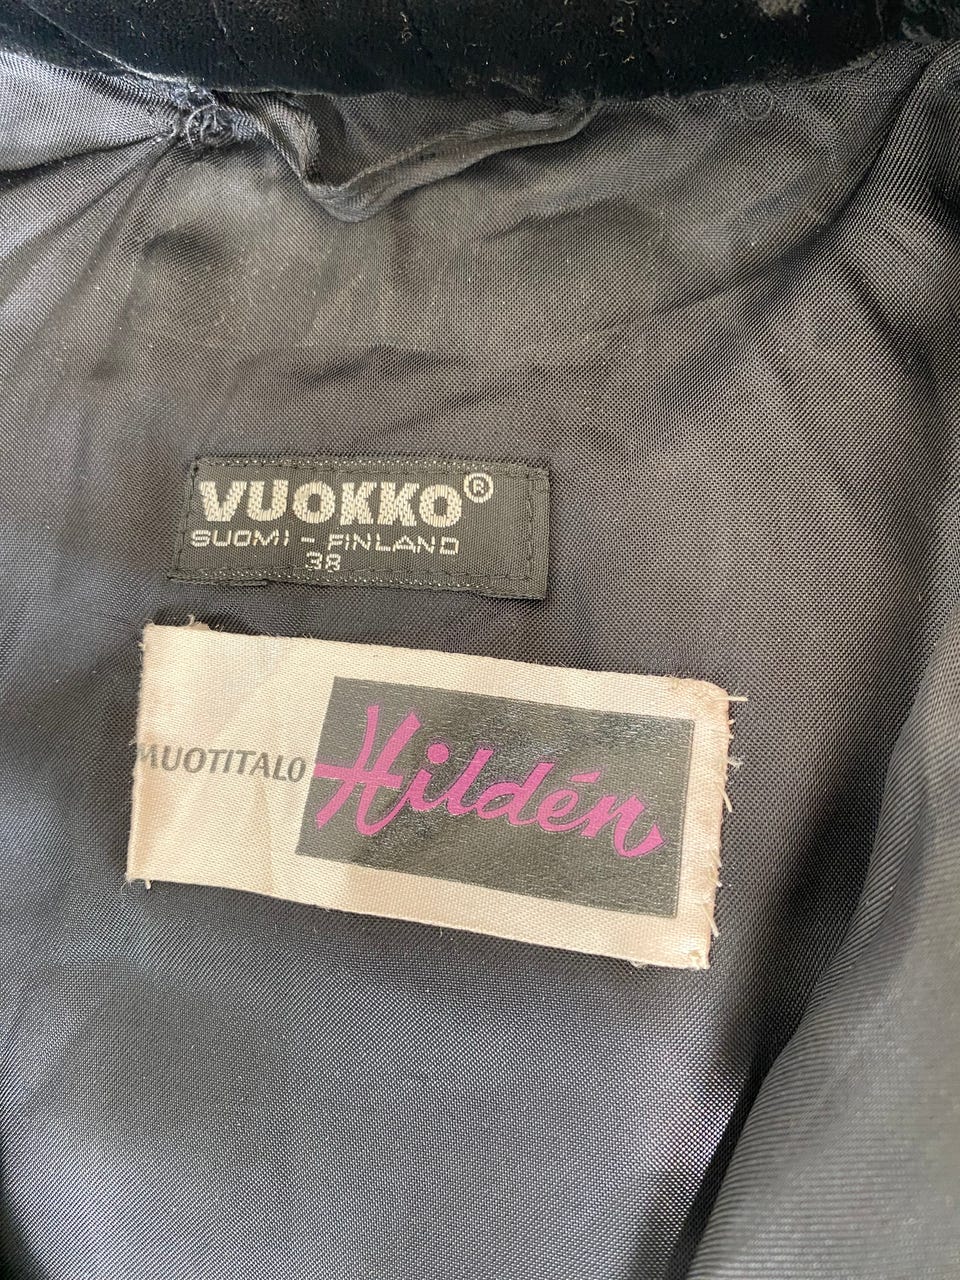 VUOKKO®
SUOMI - FINLAND
38
MUOTITALO Hildén